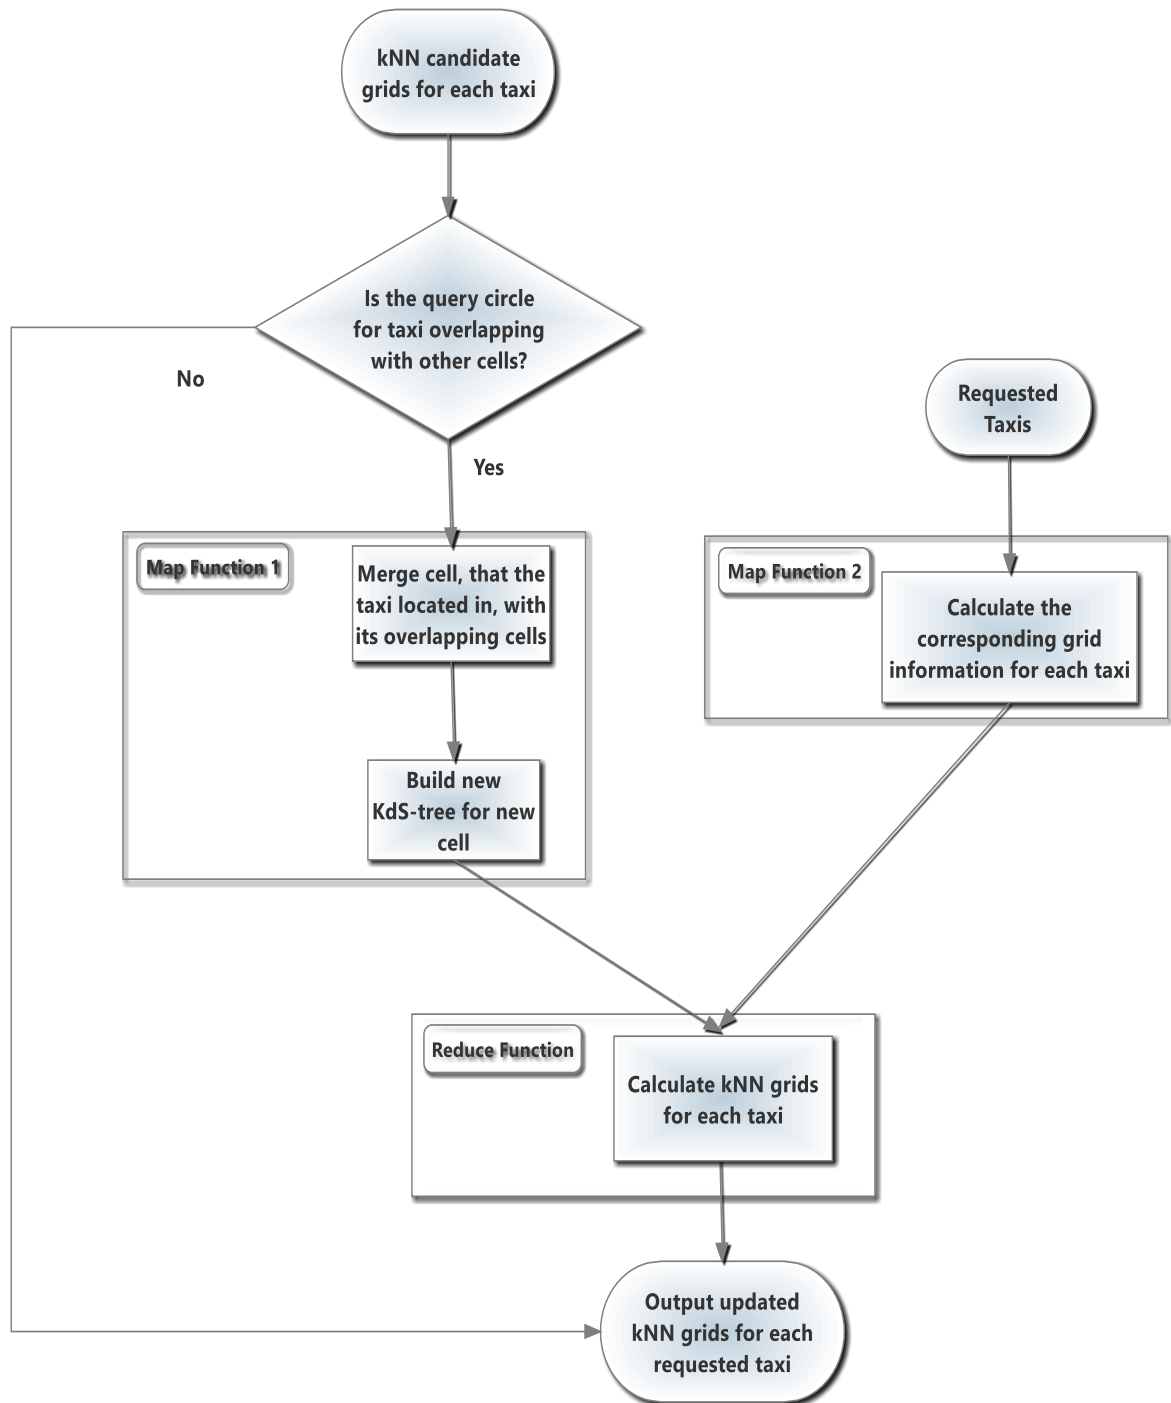 kNN candidate
grids for each taxi
Is the query circle
for taxi overlapping
with other cells?
No
Yes
Requested
Taxis
Map Function 1
Merge cell, that the
taxi located in, with
its overlapping cells
Build new
KdS-tree for new
cell
Map Function 2
Calculate the
corresponding grid
information for each taxi
Reduce Function
Calculate kNN grids
for each taxi
Output updated
kNN grids for each
requested taxi